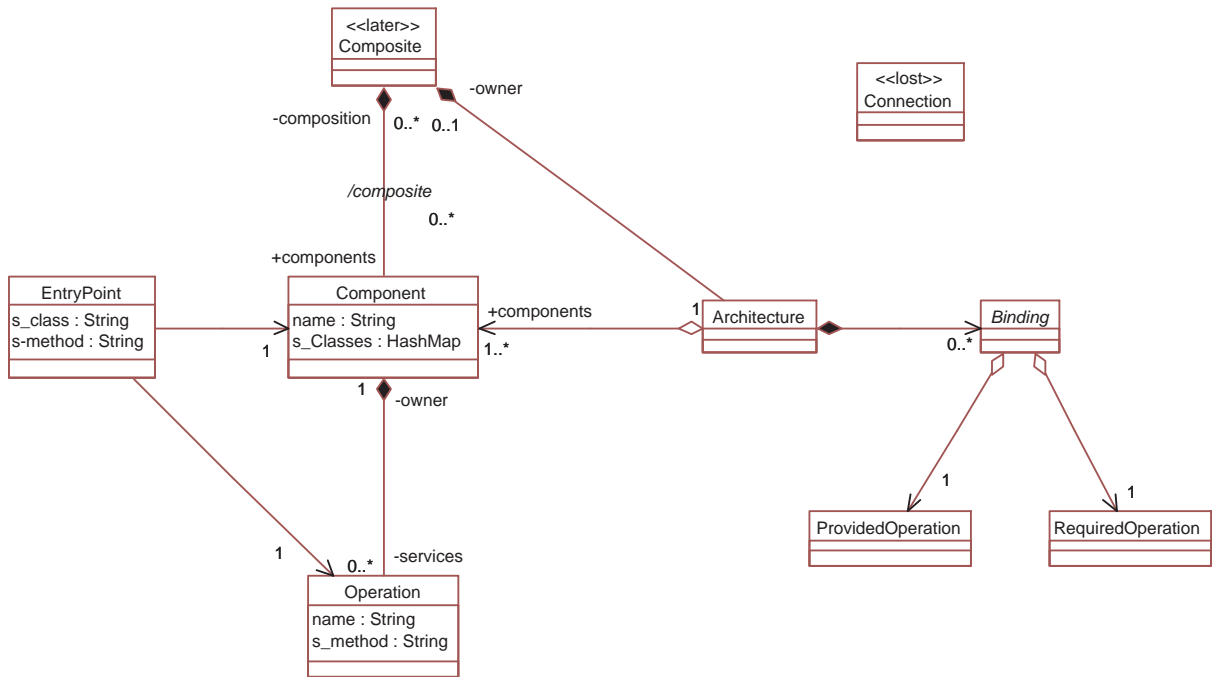 <<later>>
Composite
-owner
-composition
0..*
0..1
<<lost>>
Connection
/composite
0..*
+components
EntryPoint
s_class : String
s-method : String
1
Component
name : String
s_Classes : HashMap
+components
1..*
1
Architecture
0..*
Binding
1
-owner
1
1
ProvidedOperation
RequiredOperation
1
0..*
-services
Operation
name : String
s_method : String